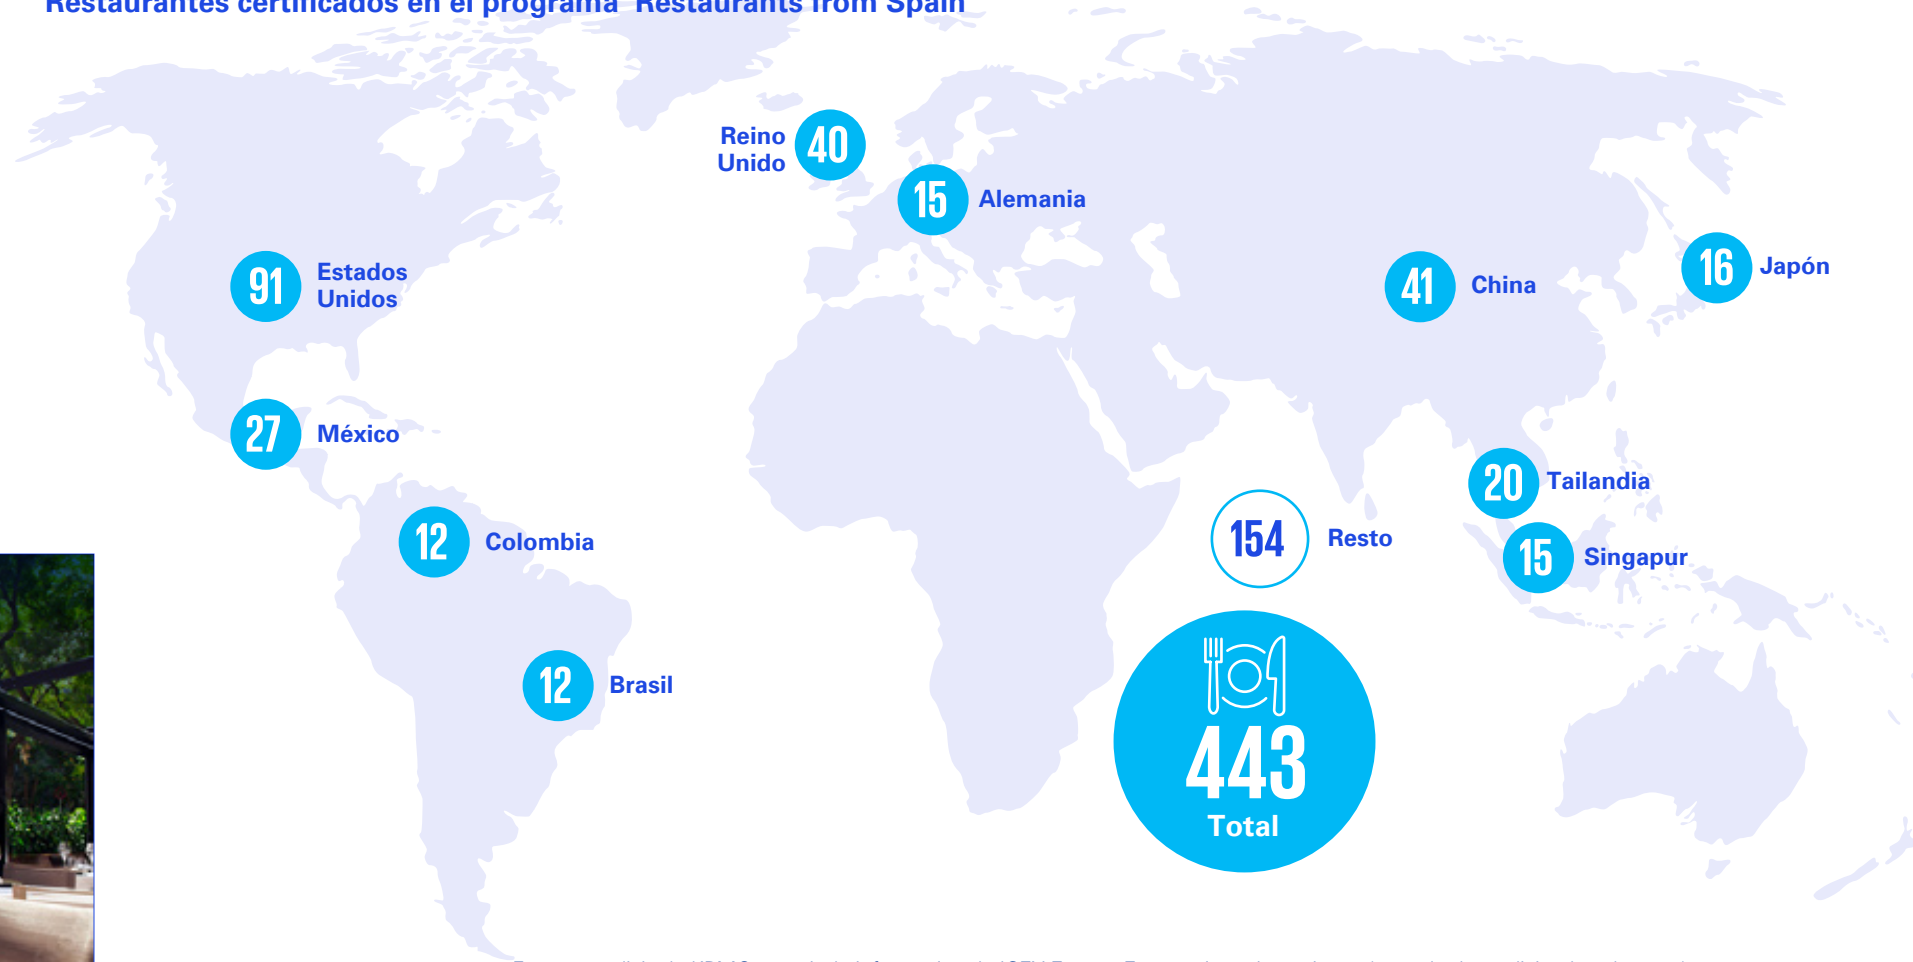 Restaurantes certificados en el programa 'Restaurants from Spain'
Reino
Unido
40
15
Alemania
91
Estados
Unidos
41
China
16
Japón
27
México
20
Tailandia
12
Colombia
154
Resto
15
Singapur
12
Brasil
443
Total